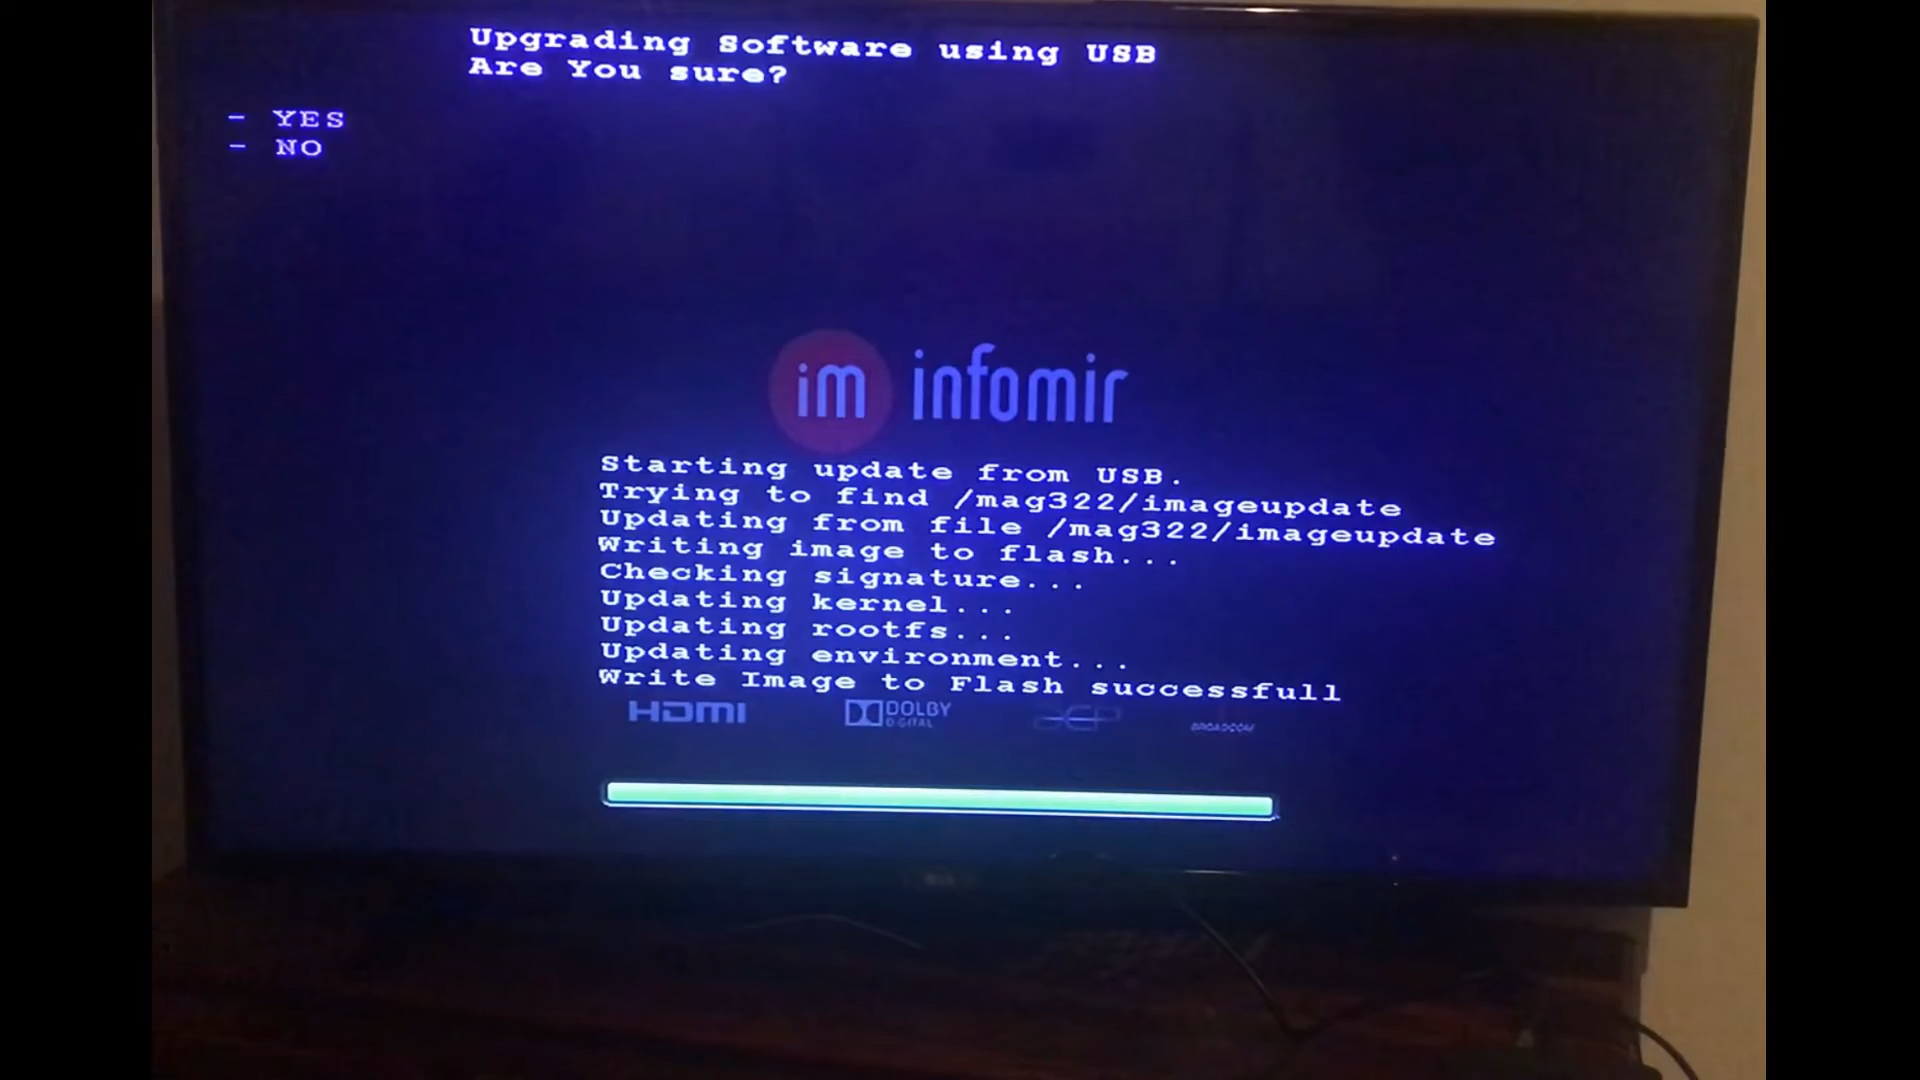 Upgrading Software using USB
Are You sure?
- YES
- NO
im infomir
Starting update from USB.
Trying to find /mag322/imageupdate
Updating from file /mag322/imageupdate
Writing image to flash...
Checking signature...
Updating kernel...
Updating rootfs...
Updating environment...
Write Image to Flash successfull
HDMI DOLBY DIGITAL BROADCOM